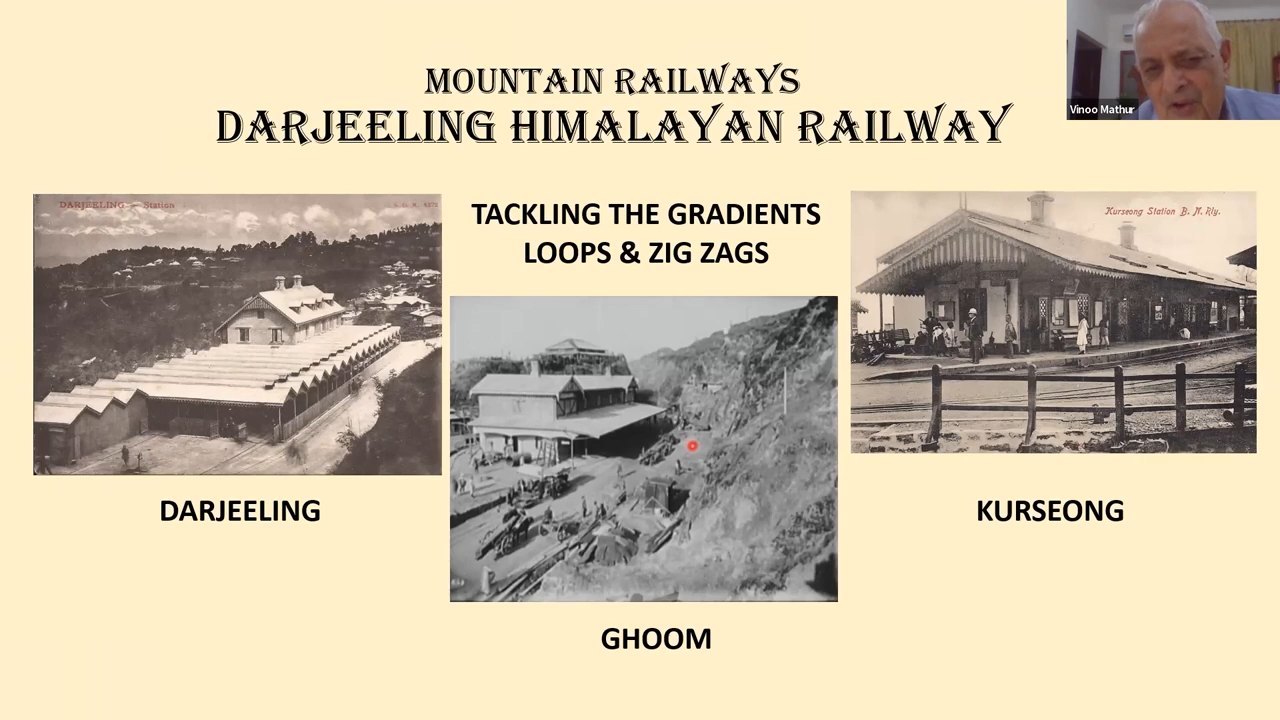 MOUNTAIN RAILWAYS
DARJEELING HIMALAYAN RAILWAY
Vinoo Mathur
DARJEELING — Station
TACKLING THE GRADIENTS
LOOPS & ZIG ZAGS
Kurseong Station B. N. Rly.
DARJEELING
KURSEONG
GHOOM